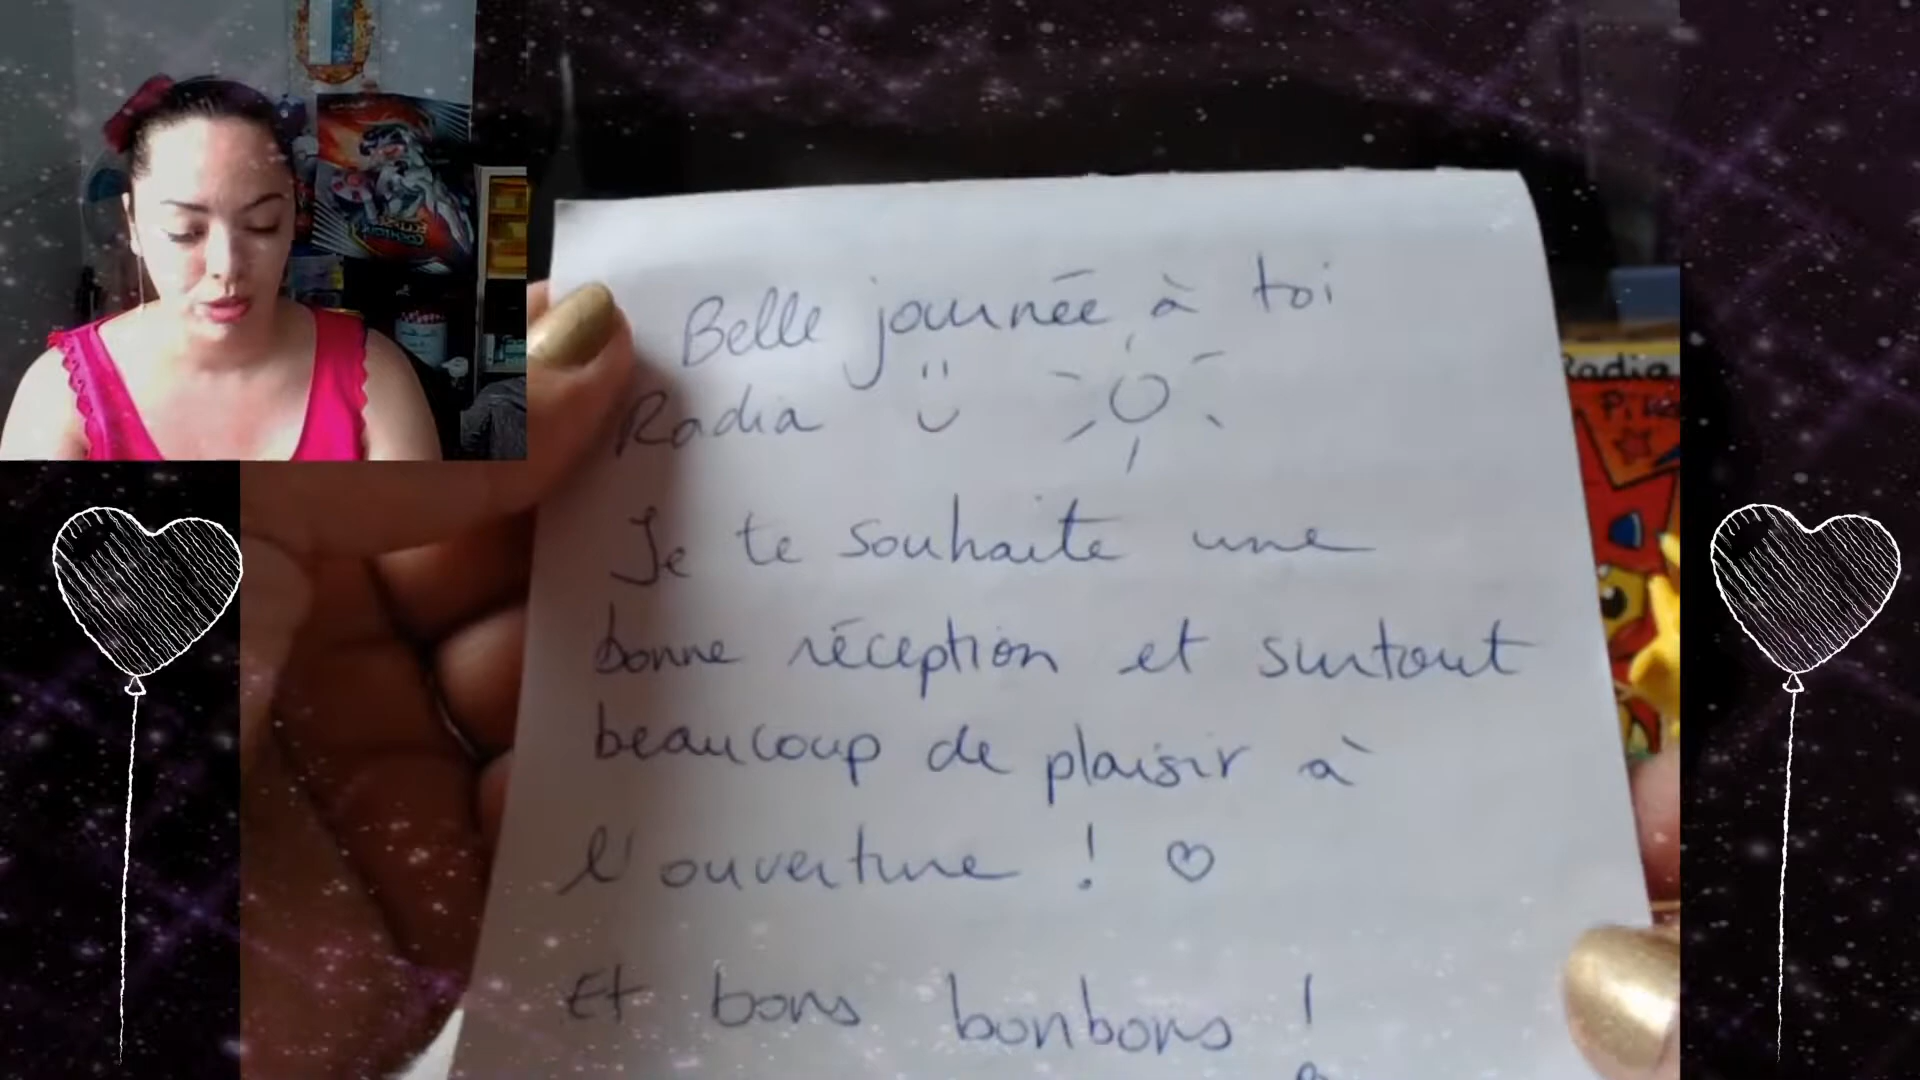 Belle journée à toi
Radia
Je te souhaite une
bonne réception et surtout
beaucoup de plaisir à
l'ouverture ! ♡
Et bons bonbons !
Radia